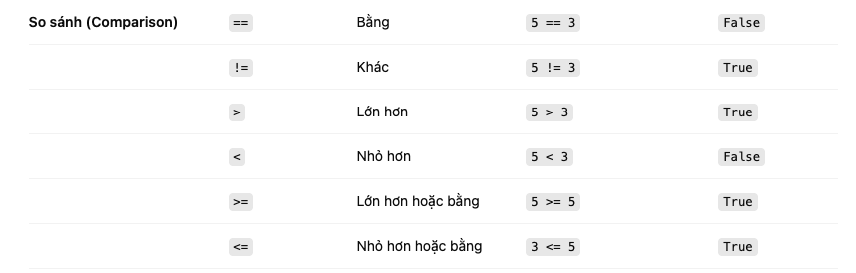 So sánh (Comparison) == Bằng 5 == 3 False
!= Khác 5 != 3 True
> Lớn hơn 5 > 3 True
< Nhỏ hơn 5 < 3 False
>= Lớn hơn hoặc bằng 5 >= 5 True
<= Nhỏ hơn hoặc bằng 3 <= 5 True